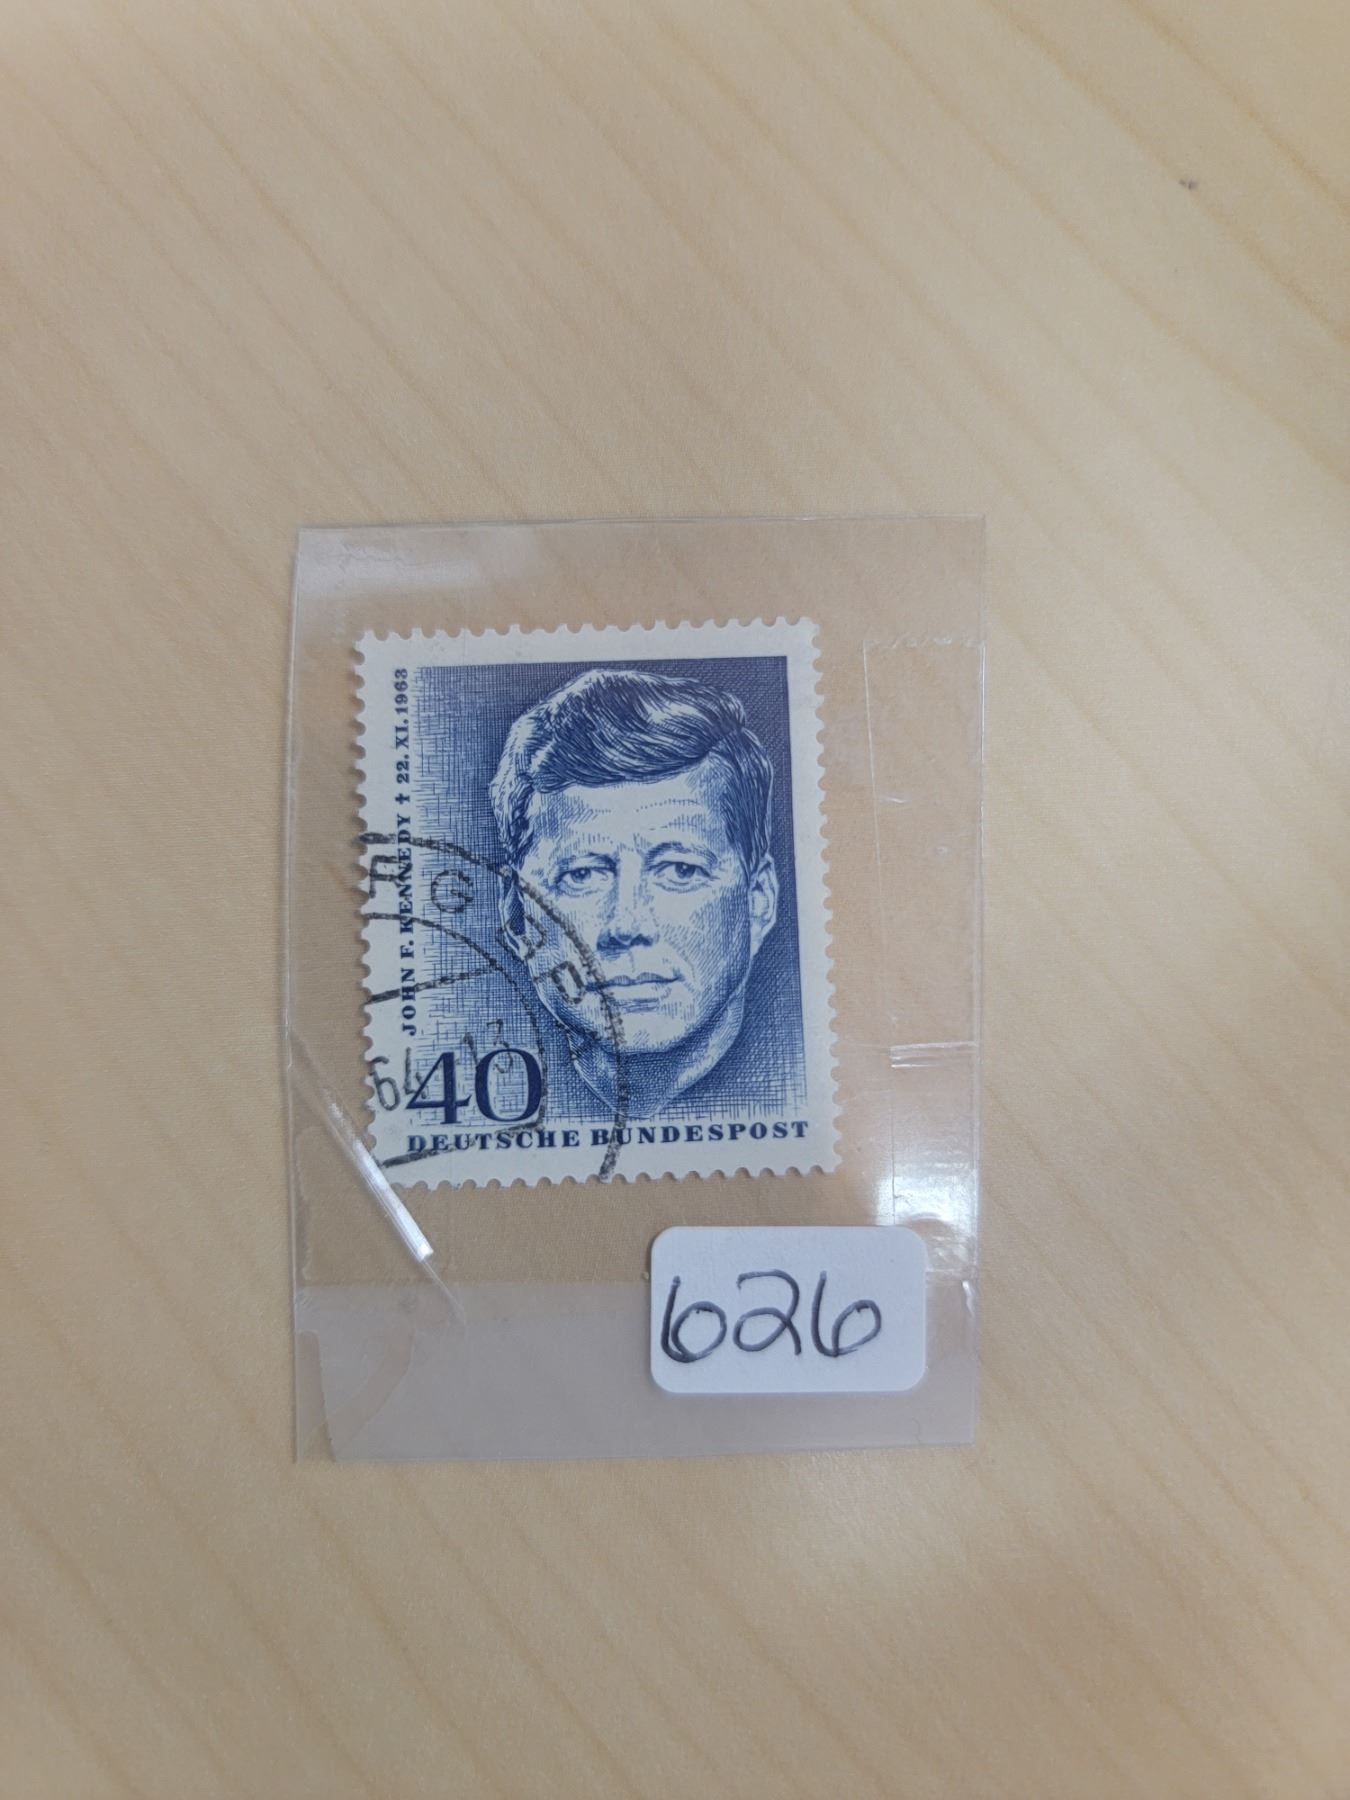 JOHN F. KENNEDY † 22. XI. 1963
40
DEUTSCHE BUNDESPOST
626